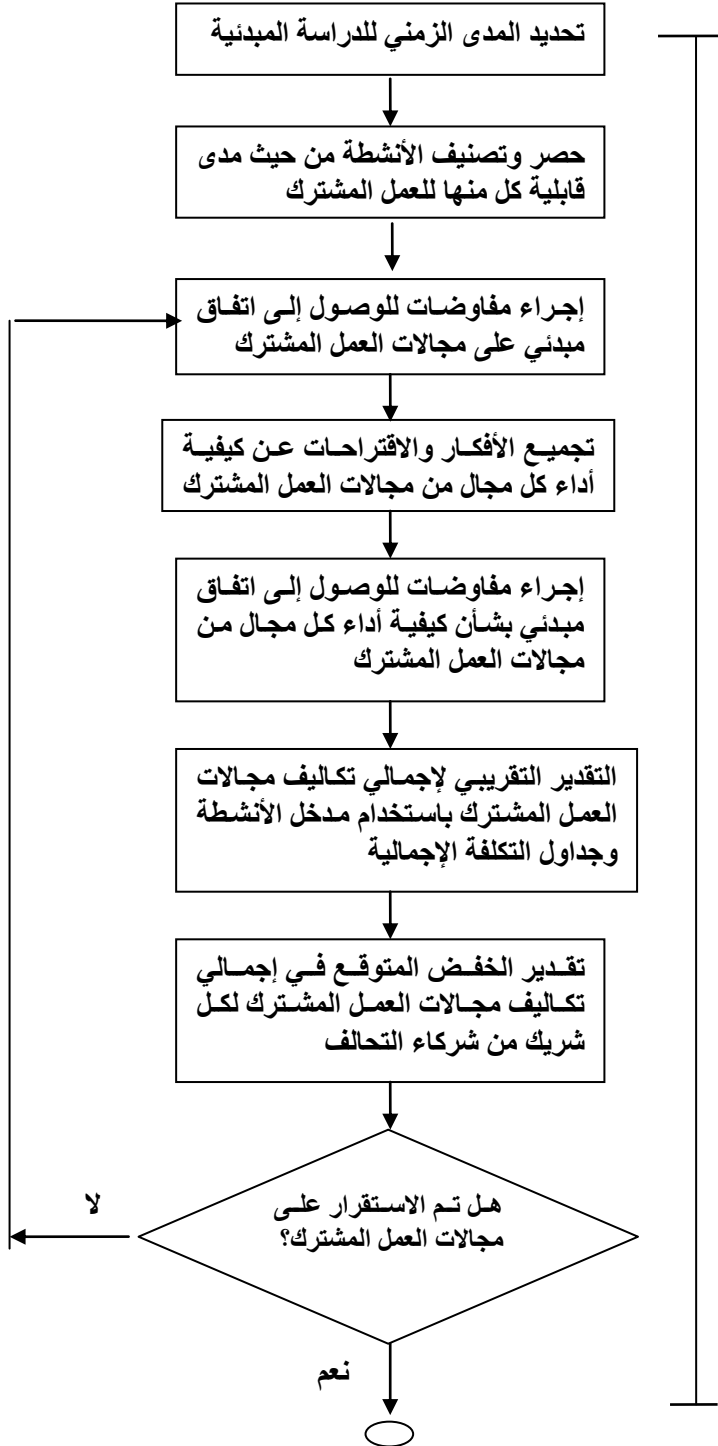 تحديد المدى الزمني للدراسة المبدئية
حصر وتصنيف الأنشطة من حيث مدى
قابلية كل منها للعمل المشترك
إجراء مفاوضات للوصول إلى اتفاق
مبدئي على مجالات العمل المشترك
تجميع الأفكار والاقتراحات عن كيفية
أداء كل مجال من مجالات العمل المشترك
إجراء مفاوضات للوصول إلى اتفاق
مبدئي بشأن كيفية أداء كل مجال من
مجالات العمل المشترك
التقدير التقريبي لإجمالي تكاليف مجالات
العمل المشترك باستخدام مدخل الأنشطة
وجداول التكلفة الإجمالية
تقدير الخفض المتوقع في إجمالي
تكاليف مجالات العمل المشترك لكل
شريك من شركاء التحالف
هل تم الاستقرار على
مجالات العمل المشترك؟
لا
نعم